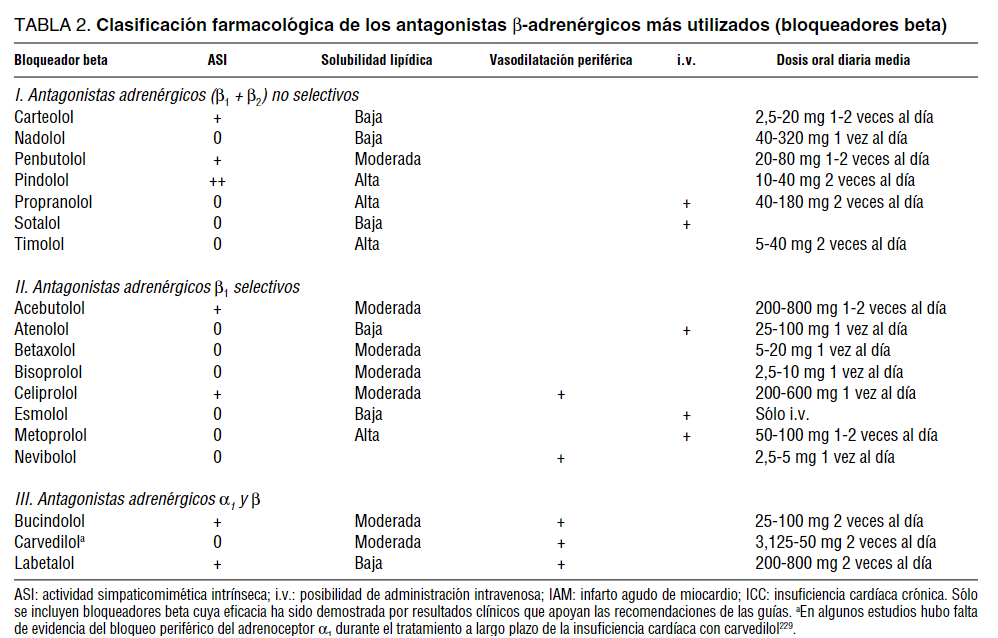 TABLA 2. Clasificación farmacológica de los antagonistas β-adrenérgicos más utilizados (bloqueadores beta)
Bloqueador beta ASI Solubilidad lipídica Vasodilatación periférica i.v. Dosis oral diaria media
I. Antagonistas adrenérgicos (β1 + β2) no selectivos
Carteolol + Baja 2,5-20 mg 1-2 veces al día
Nadolol 0 Baja 40-320 mg 1 vez al día
Penbutolol + Moderada 20-80 mg 1-2 veces al día
Pindolol ++ Alta 10-40 mg 2 veces al día
Propranolol 0 Alta + 40-180 mg 2 veces al día
Sotalol 0 Baja +
Timolol 0 Alta 5-40 mg 2 veces al día
II. Antagonistas adrenérgicos β1 selectivos
Acebutolol + Moderada 200-800 mg 1-2 veces al día
Atenolol 0 Baja + 25-100 mg 1 vez al día
Betaxolol 0 Moderada 5-20 mg 1 vez al día
Bisoprolol 0 Moderada 2,5-10 mg 1 vez al día
Celiprolol + Moderada + 200-600 mg 1 vez al día
Esmolol 0 Baja + Sólo i.v.
Metoprolol 0 Alta + 50-100 mg 1-2 veces al día
Nevibolol 0 + 2,5-5 mg 1 vez al día
III. Antagonistas adrenérgicos α1 y β
Bucindolol + Moderada + 25-100 mg 2 veces al día
Carvedilolª 0 Moderada + 3,125-50 mg 2 veces al día
Labetalol + Baja + 200-800 mg 2 veces al día
ASI: actividad simpaticomimética intrínseca; i.v.: posibilidad de administración intravenosa; IAM: infarto agudo de miocardio; ICC: insuficiencia cardíaca crónica. Sólo
se incluyen bloqueadores beta cuya eficacia ha sido demostrada por resultados clínicos que apoyan las recomendaciones de las guías. ªEn algunos estudios hubo falta
de evidencia del bloqueo periférico del adrenoceptor α1 durante el tratamiento a largo plazo de la insuficiencia cardíaca con carvedilol229.